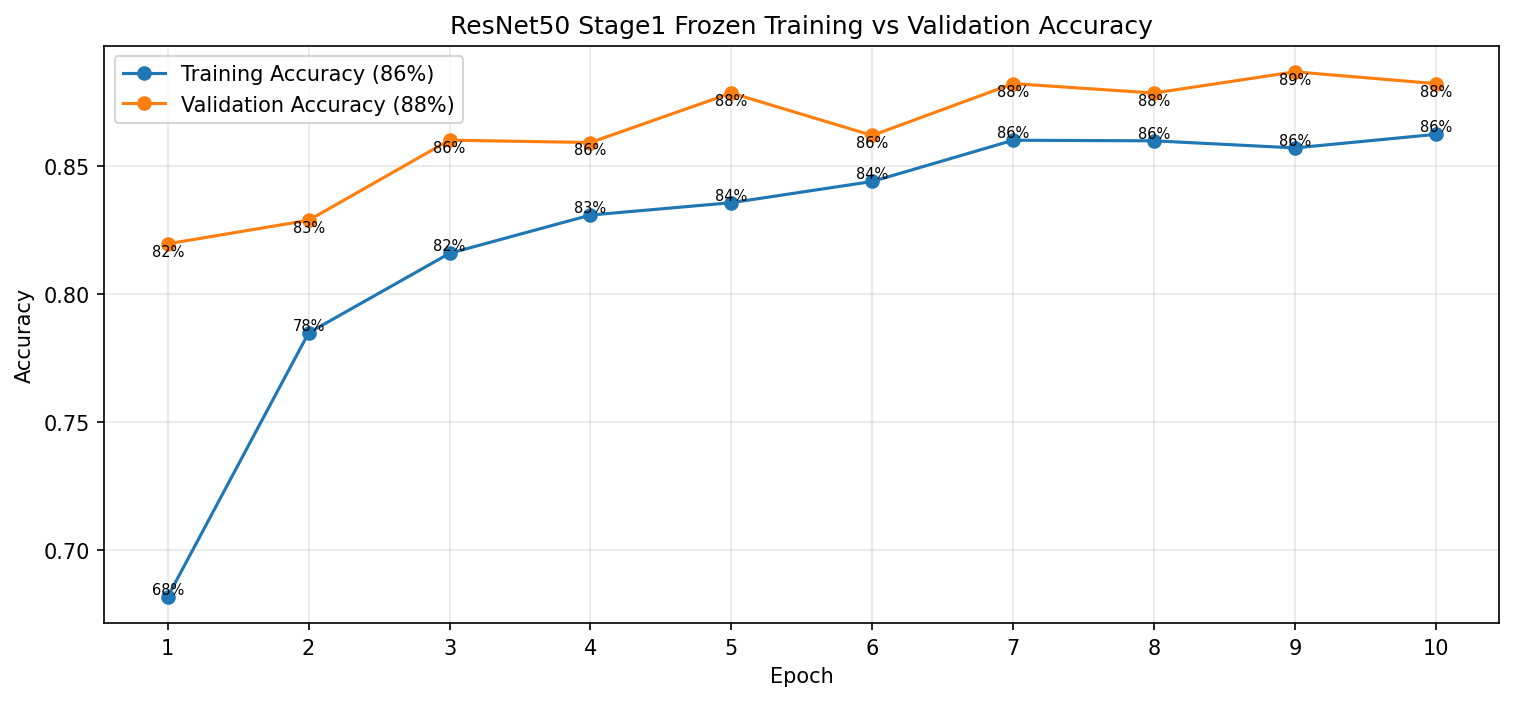 ResNet50 Stage1 Frozen Training vs Validation Accuracy
Training Accuracy (86%)
Validation Accuracy (88%)
82% 83% 86% 86% 88% 86% 88% 88% 89% 88%
68% 78% 82% 83% 84% 84% 86% 86% 86% 86%
Accuracy
0.85
0.80
0.75
0.70
1 2 3 4 5 6 7 8 9 10
Epoch